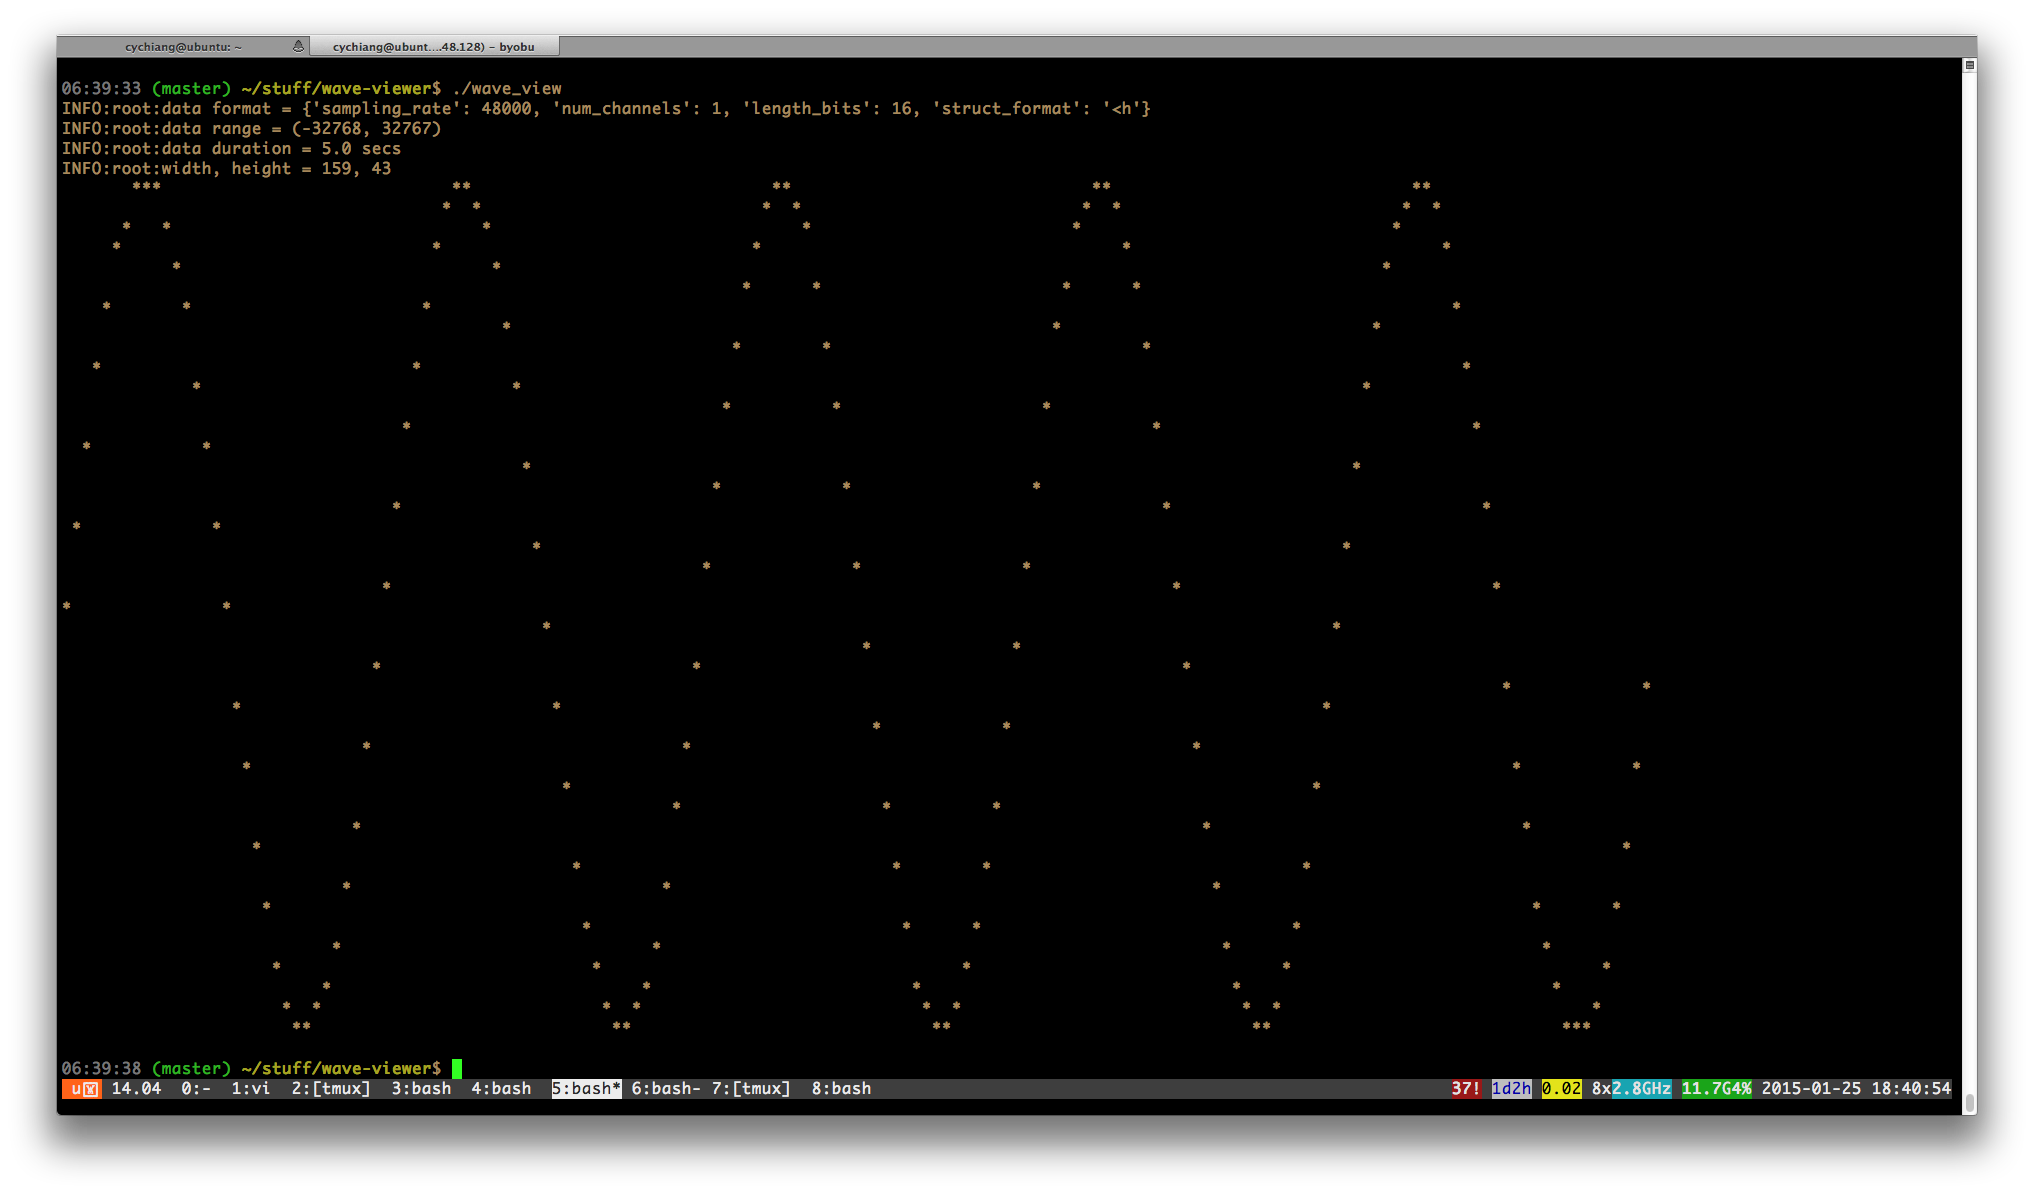 cychiang@ubuntu: ~ cychiang@ubunt...48.128) - byobu
06:39:33 (master) ~/stuff/wave-viewer$ ./wave_view
INFO:root:data format = {'sampling_rate': 48000, 'num_channels': 1, 'length_bits': 16, 'struct_format': '<h'}
INFO:root:data range = (-32768, 32767)
INFO:root:data duration = 5.0 secs
INFO:root:width, height = 159, 43
06:39:38 (master) ~/stuff/wave-viewer$
u 14.04 0:- 1:vi 2:[tmux] 3:bash 4:bash 5:bash* 6:bash- 7:[tmux] 8:bash 37! 1d2h 0.02 8x2.8GHz 11.7G4% 2015-01-25 18:40:54